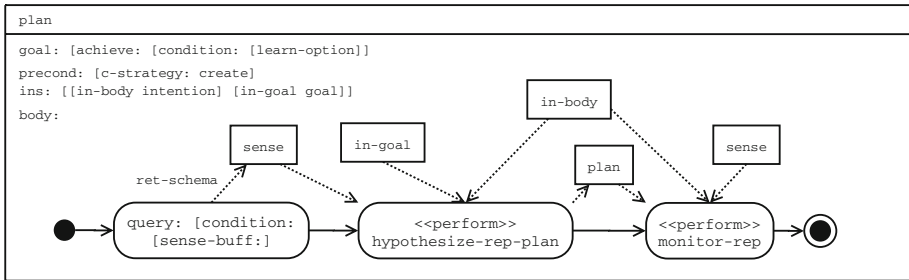 plan
goal: [achieve: [condition: [learn-option]]
precond: [c-strategy: create]
ins: [[in-body intention] [in-goal goal]]
body:
in-body
sense
in-goal
plan
sense
ret-schema
query: [condition:
[sense-buff:]
<<perform>>
hypothesize-rep-plan
<<perform>>
monitor-rep